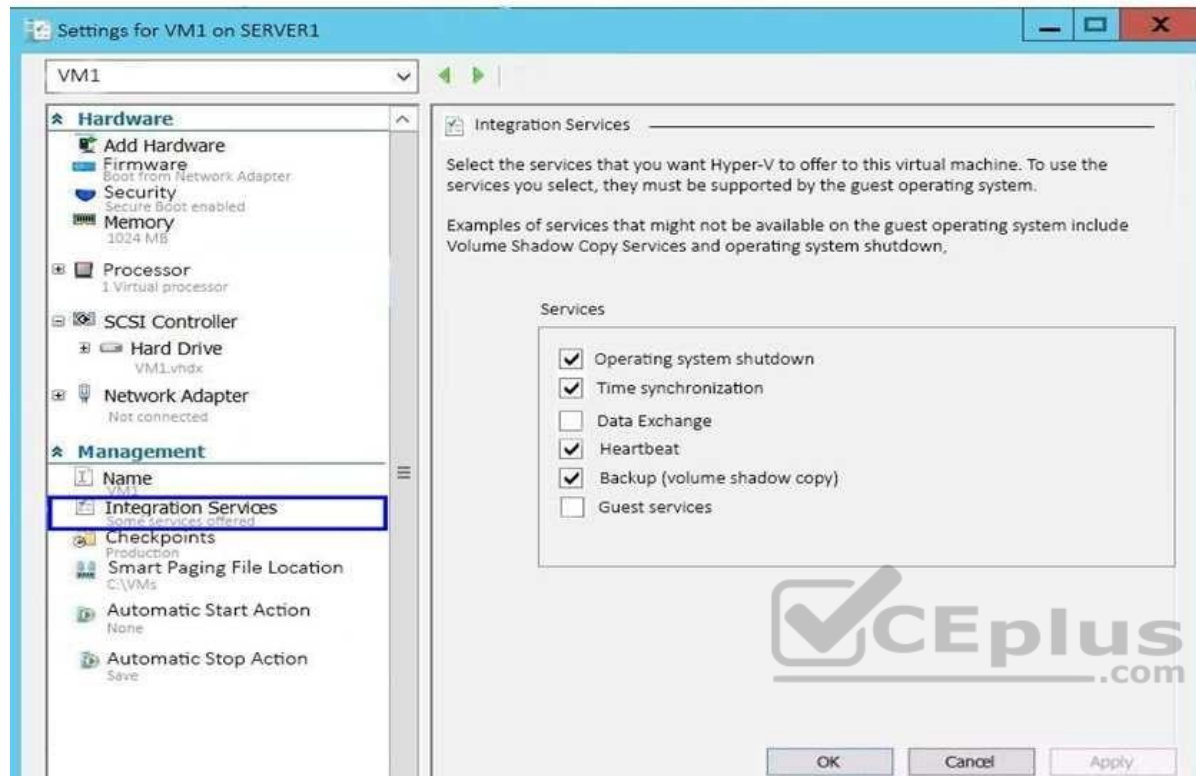 Settings for VM1 on SERVER1
VM1
Hardware
Add Hardware
Firmware
Boot from Network Adapter
Security
Secure Boot enabled
Memory
1024 MB
Processor
1 Virtual processor
SCSI Controller
Hard Drive
VM1.vhdx
Network Adapter
Not connected
Management
Name
VM1
Integration Services
Some services offered
Checkpoints
Production
Smart Paging File Location
C:\VMs
Automatic Start Action
None
Automatic Stop Action
Save
Integration Services
Select the services that you want Hyper-V to offer to this virtual machine. To use the
services you select, they must be supported by the guest operating system.
Examples of services that might not be available on the guest operating system include
Volume Shadow Copy Services and operating system shutdown,
Services
Operating system shutdown
Time synchronization
Data Exchange
Heartbeat
Backup (volume shadow copy)
Guest services
VCEplus
.com
OK
Cancel
Apply